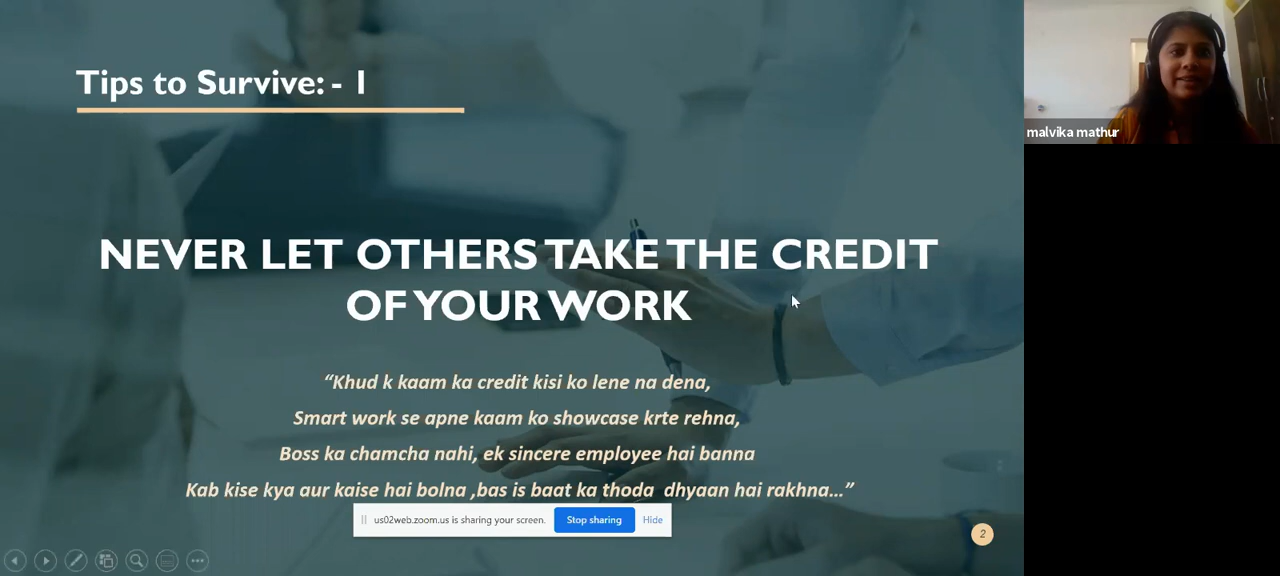 Tips to Survive: - 1
NEVER LET OTHERS TAKE THE CREDIT
OF YOUR WORK
“Khud k kaam ka credit kisi ko lene na dena,
Smart work se apne kaam ko showcase krte rehna,
Boss ka chamcha nahi, ek sincere employee hai banna
Kab kise kya aur kaise hai bolna ,bas is baat ka thoda dhyaan hai rakhna...”
us02web.zoom.us is sharing your screen. Stop sharing Hide
2
malvika mathur